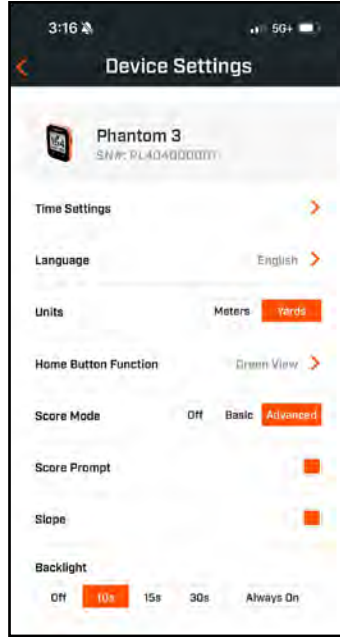 3:16 5G+
Device Settings
Phantom 3
Time Settings
Language English
Units Meters Yards
Home Button Function Green View
Score Mode Off Basic Advanced
Score Prompt
Slope
Backlight
Off 10s 15s 30s Always On